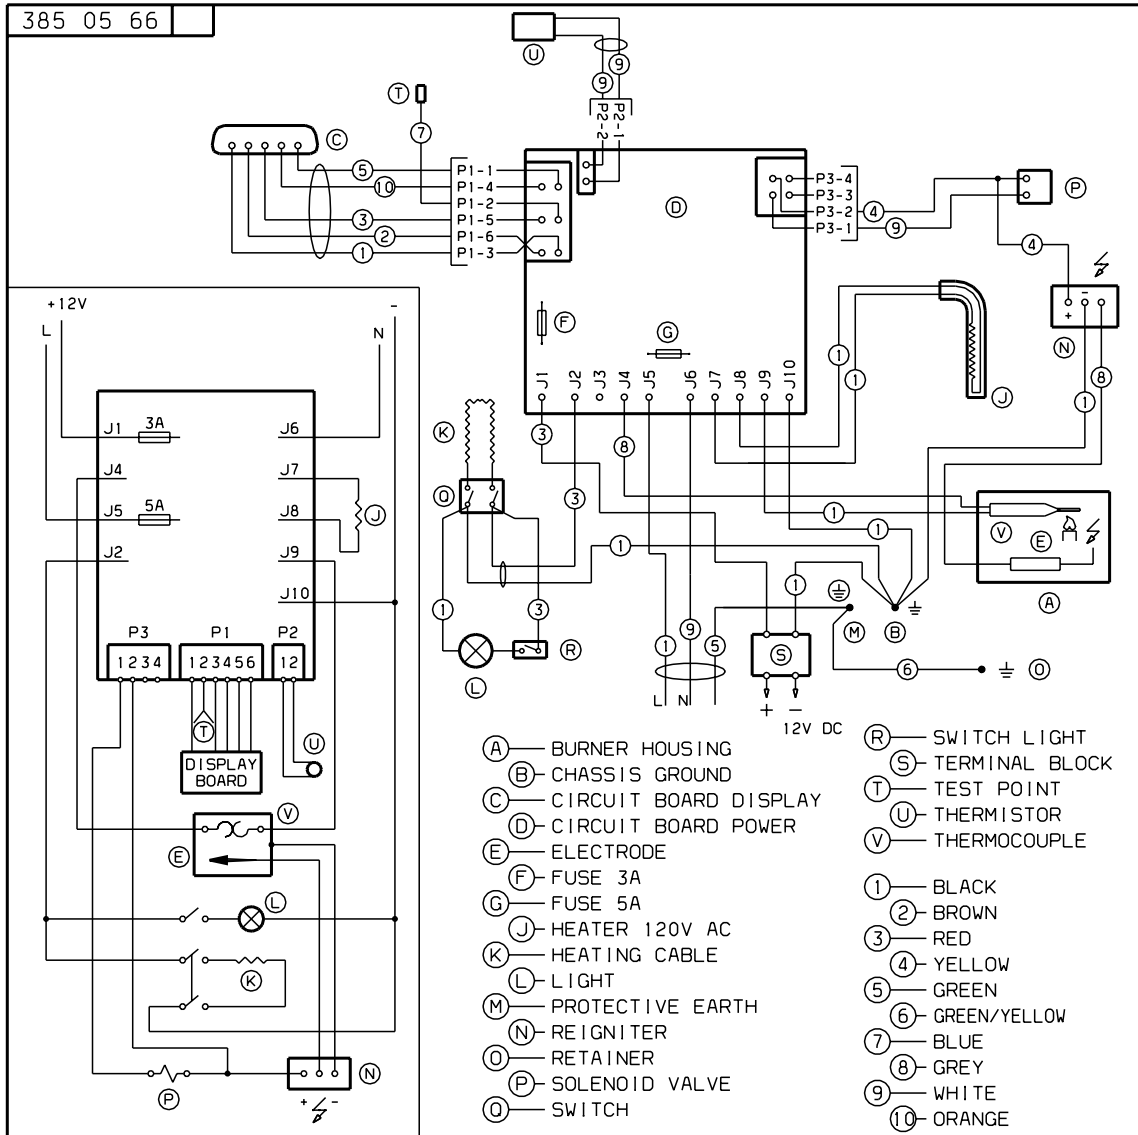 385 05 66
U
9
9
P2-2
P2-1
T
7
C
5
10
3
2
1
P1-1
P1-4
P1-2
P1-5
P1-6
P1-3
D
P3-4
P3-3
P3-2
P3-1
4
9
P
4
+
-
N
F
G
J1
J2
J3
J4
J5
J6
J7
J8
J9
J10
1
1
J
1
8
3
8
K
Q
3
1
1
1
V
E
A
1
3
L
R
1
9
5
L
N
1
S
+
-
12V DC
M
B
6
O
+12V
-
L
N
J1
3A
J4
J5
5A
J2
J6
J7
J8
J9
J10
J
P3
P1
P2
1234
123456
12
T
U
DISPLAY
BOARD
V
E
L
K
P
N
+
-
A BURNER HOUSING
B CHASSIS GROUND
C CIRCUIT BOARD DISPLAY
D CIRCUIT BOARD POWER
E ELECTRODE
F FUSE 3A
G FUSE 5A
J HEATER 120V AC
K HEATING CABLE
L LIGHT
M PROTECTIVE EARTH
N REIGNITER
O RETAINER
P SOLENOID VALVE
Q SWITCH
R SWITCH LIGHT
S TERMINAL BLOCK
T TEST POINT
U THERMISTOR
V THERMOCOUPLE
1 BLACK
2 BROWN
3 RED
4 YELLOW
5 GREEN
6 GREEN/YELLOW
7 BLUE
8 GREY
9 WHITE
10 ORANGE